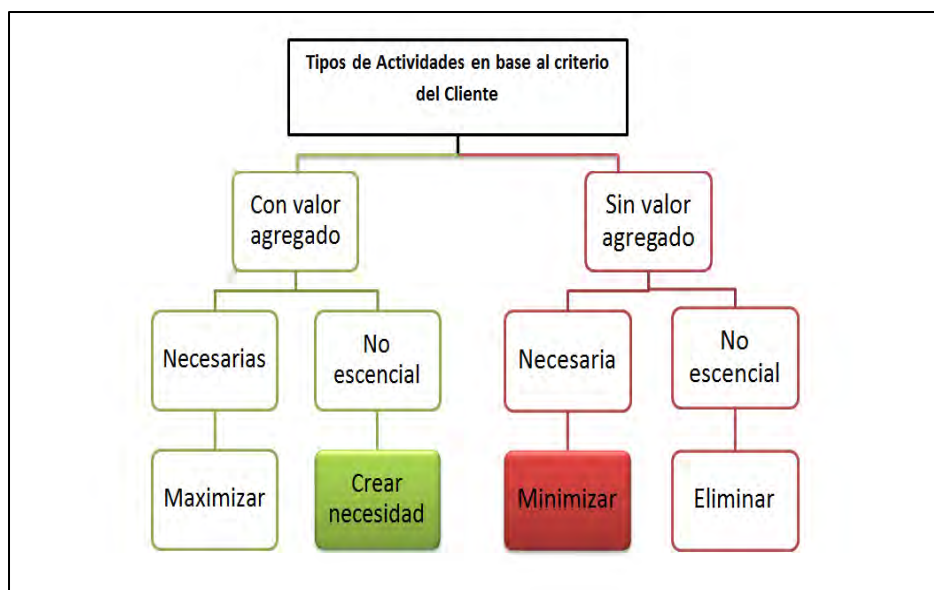 Tipos de Actividades en base al criterio
del Cliente
Con valor
agregado
Sin valor
agregado
Necesarias
No
escencial
Necesaria
No
escencial
Maximizar
Crear
necesidad
Minimizar
Eliminar